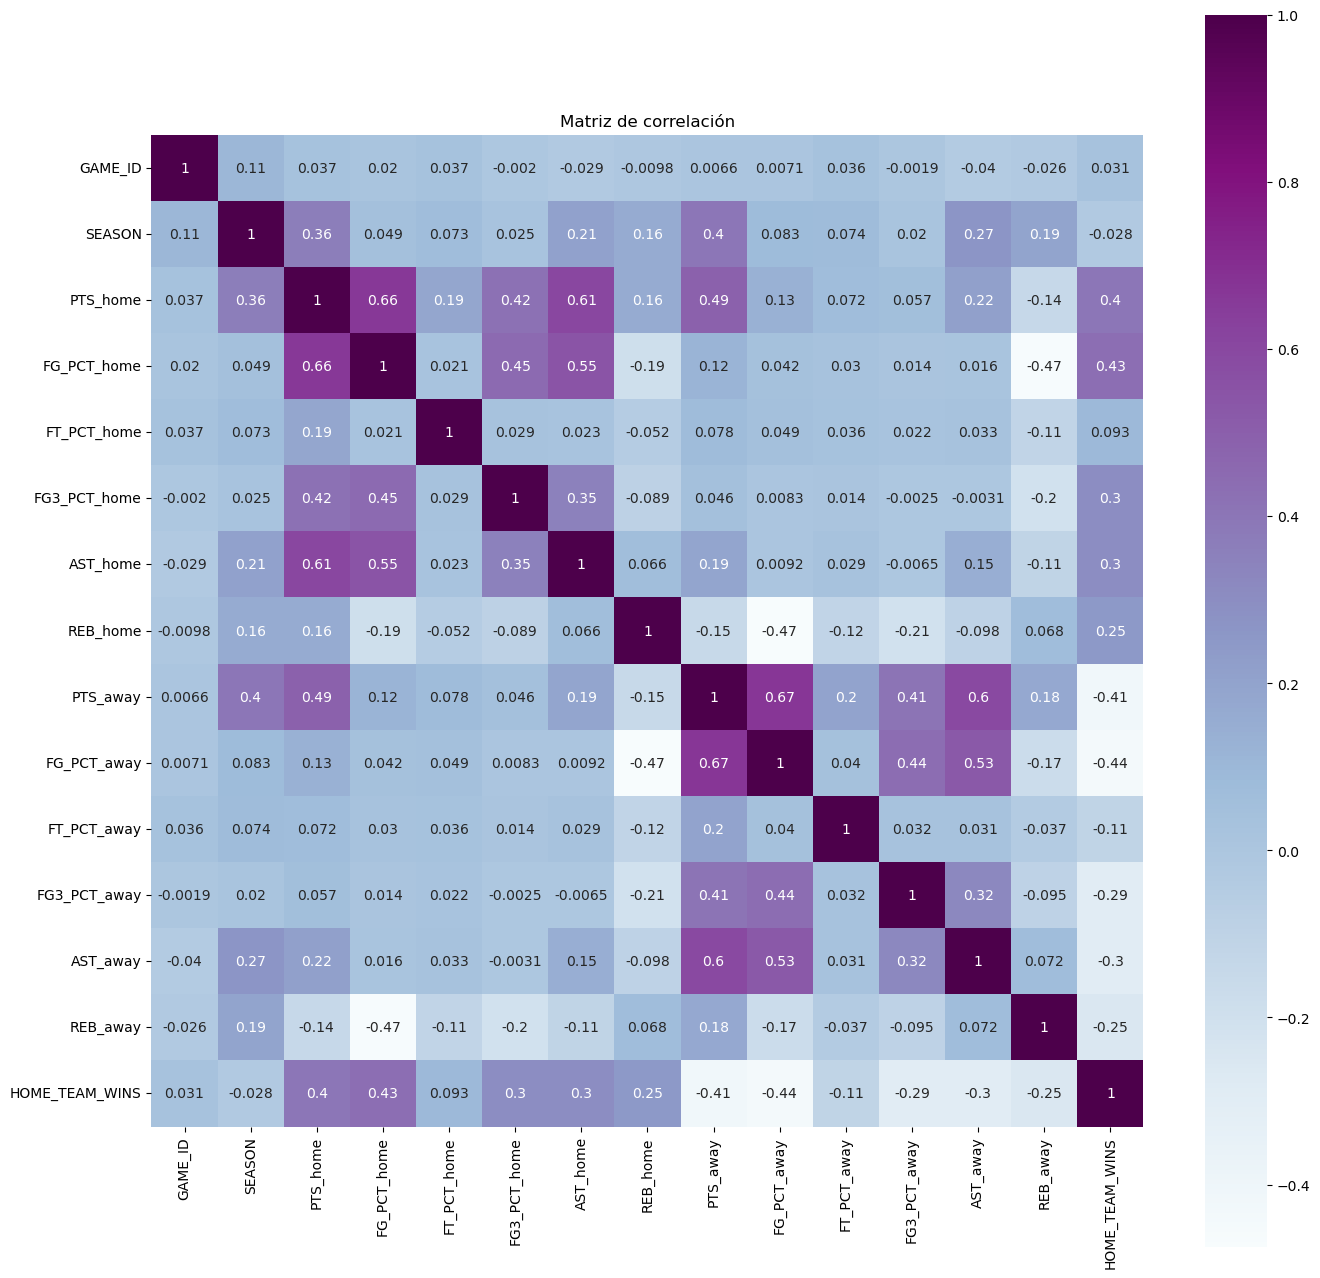 Matriz de correlación
GAME_ID 1 0.11 0.037 0.02 0.037 -0.002 -0.029 -0.0098 0.0066 0.0071 0.036 -0.0019 -0.04 -0.026 0.031
SEASON 0.11 1 0.36 0.049 0.073 0.025 0.21 0.16 0.4 0.083 0.074 0.02 0.27 0.19 -0.028
PTS_home 0.037 0.36 1 0.66 0.19 0.42 0.61 0.16 0.49 0.13 0.072 0.057 0.22 -0.14 0.4
FG_PCT_home 0.02 0.049 0.66 1 0.021 0.45 0.55 -0.19 0.12 0.042 0.03 0.014 0.016 -0.47 0.43
FT_PCT_home 0.037 0.073 0.19 0.021 1 0.029 0.023 -0.052 0.078 0.049 0.036 0.022 0.033 -0.11 0.093
FG3_PCT_home -0.002 0.025 0.42 0.45 0.029 1 0.35 -0.089 0.046 0.0083 0.014 -0.0025 -0.0031 -0.2 0.3
AST_home -0.029 0.21 0.61 0.55 0.023 0.35 1 0.066 0.19 0.0092 0.029 -0.0065 0.15 -0.11 0.3
REB_home -0.0098 0.16 0.16 -0.19 -0.052 -0.089 0.066 1 -0.15 -0.47 -0.12 -0.21 -0.098 0.068 0.25
PTS_away 0.0066 0.4 0.49 0.12 0.078 0.046 0.19 -0.15 1 0.67 0.2 0.41 0.6 0.18 -0.41
FG_PCT_away 0.0071 0.083 0.13 0.042 0.049 0.0083 0.0092 -0.47 0.67 1 0.04 0.44 0.53 -0.17 -0.44
FT_PCT_away 0.036 0.074 0.072 0.03 0.036 0.014 0.029 -0.12 0.2 0.04 1 0.032 0.031 -0.037 -0.11
FG3_PCT_away -0.0019 0.02 0.057 0.014 0.022 -0.0025 -0.0065 -0.21 0.41 0.44 0.032 1 0.32 -0.095 -0.29
AST_away -0.04 0.27 0.22 0.016 0.033 -0.0031 0.15 -0.098 0.6 0.53 0.031 0.32 1 0.072 -0.3
REB_away -0.026 0.19 -0.14 -0.47 -0.11 -0.2 -0.11 0.068 0.18 -0.17 -0.037 -0.095 0.072 1 -0.25
HOME_TEAM_WINS 0.031 -0.028 0.4 0.43 0.093 0.3 0.3 0.25 -0.41 -0.44 -0.11 -0.29 -0.3 -0.25 1
GAME_ID
SEASON
PTS_home
FG_PCT_home
FT_PCT_home
FG3_PCT_home
AST_home
REB_home
PTS_away
FG_PCT_away
FT_PCT_away
FG3_PCT_away
AST_away
REB_away
HOME_TEAM_WINS
1.0
0.8
0.6
0.4
0.2
0.0
−0.2
−0.4